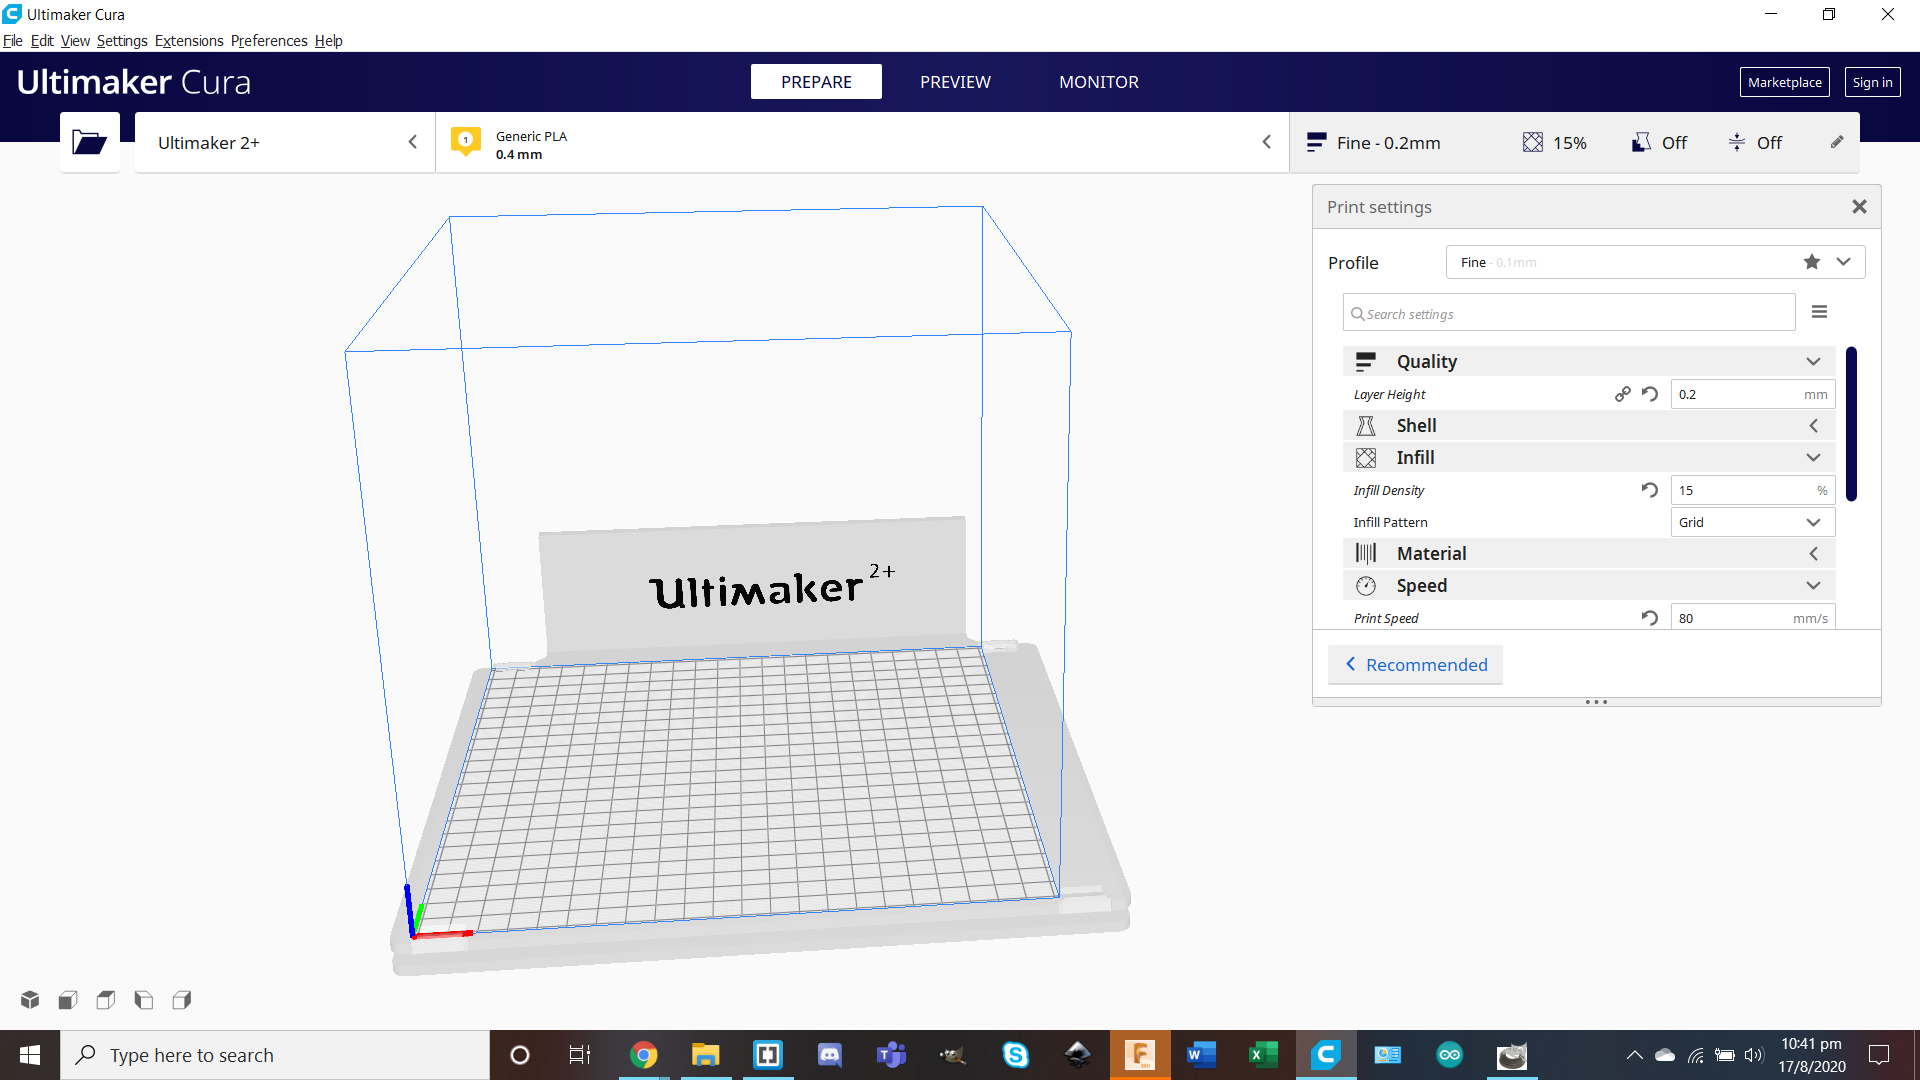 Ultimaker Cura
File Edit View Settings Extensions Preferences Help
Ultimaker Cura
PREPARE
PREVIEW
MONITOR
Marketplace
Sign in
Ultimaker 2+
1
Generic PLA
0.4 mm
Fine - 0.2mm
15%
Off
Off
Print settings
Profile
Fine - 0.1mm
Search settings
Quality
Layer Height
0.2 mm
Shell
Infill
Infill Density
15 %
Infill Pattern
Grid
Material
Speed
Print Speed
80 mm/s
Recommended
Ultimaker 2+
Type here to search
10:41 pm
17/8/2020